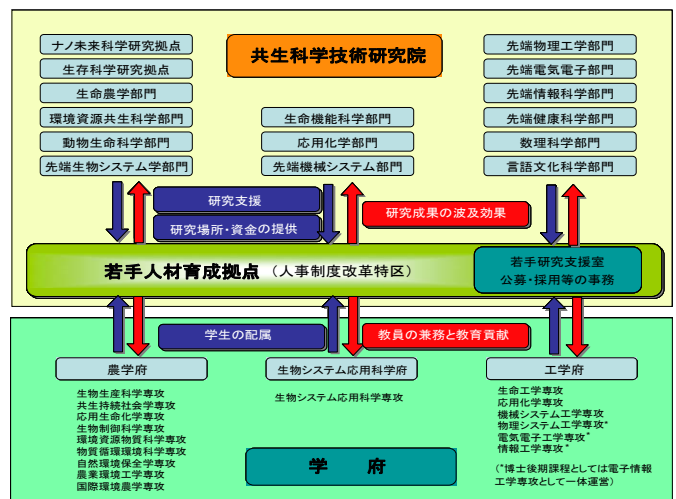 共生科学技術研究院
ナノ未来科学研究拠点
生存科学研究拠点
生命農学部門
環境資源共生科学部門
動物生命科学部門
先端生物システム学部門
生命機能科学部門
応用化学部門
先端機械システム部門
先端物理工学部門
先端電気電子部門
先端情報科学部門
先端健康科学部門
数理科学部門
言語文化科学部門
研究支援
研究場所・資金の提供
研究成果の波及効果
若手人材育成拠点（人事制度改革特区）
若手研究支援室
公募・採用等の事務
学生の配属
教員の兼務と教育貢献
農学府
生物生産科学専攻
共生持続社会学専攻
応用生命化学専攻
生物制御科学専攻
環境資源物質科学専攻
物質循環環境科学専攻
自然環境保全学専攻
農業環境工学専攻
国際環境農学専攻
生物システム応用科学府
生物システム応用科学専攻
工学府
生命工学専攻
応用化学専攻
機械システム工学専攻
物理システム工学専攻*
電気電子工学専攻*
情報工学専攻*
(*博士後期課程としては電子情報
工学専攻として一体運営)
学 府